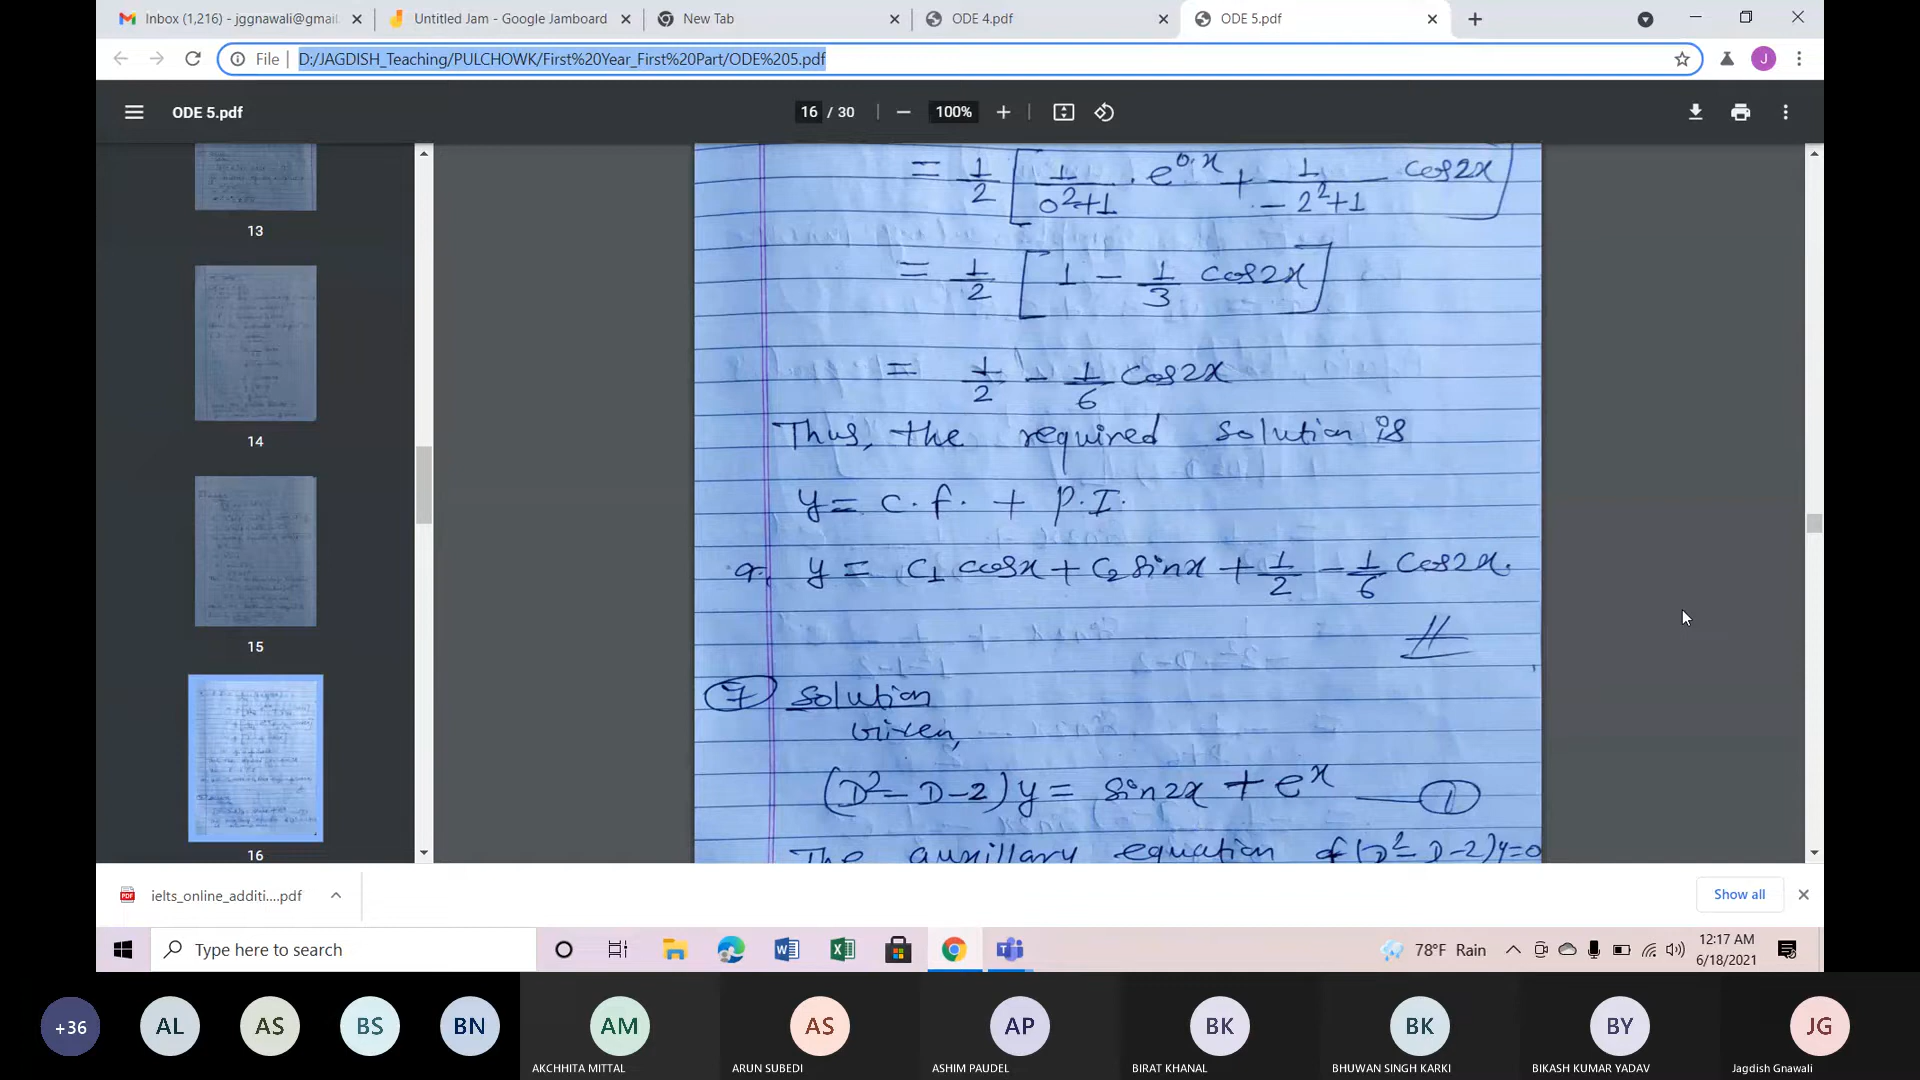 Inbox (1,216) - jggnawali@gmail.
Untitled Jam - Google Jamboard
New Tab
ODE 4.pdf
ODE 5.pdf
File | D:/JAGDISH_Teaching/PULCHOWK/First%20Year_First%20Part/ODE%205.pdf
J
ODE 5.pdf
16 / 30
100%
13
14
15
16
= 1/2 [ 1/(0²+1) · e^(0·x) + 1/(-2²+1) cos2x ]
= 1/2 [ 1 - 1/3 cos2x ]
= 1/2 - 1/6 cos2x
Thus, the required solution is
y = C.f. + P.I.
or, y = C₁ cosx + C₂ sinx + 1/2 - 1/6 cos2x.
7 Solution
Given,
(D² - D - 2) y = sin2x + eˣ — 1
The auxillary equation of (D² - D - 2)y = 0
ielts_online_additi....pdf
Show all
Type here to search
78°F Rain
12:17 AM
6/18/2021
+36
AL
AS
BS
BN
AM
AS
AP
BK
BK
BY
JG
AKCHHITA MITTAL
ARUN SUBEDI
ASHIM PAUDEL
BIRAT KHANAL
BHUWAN SINGH KARKI
BIKASH KUMAR YADAV
Jagdish Gnawali